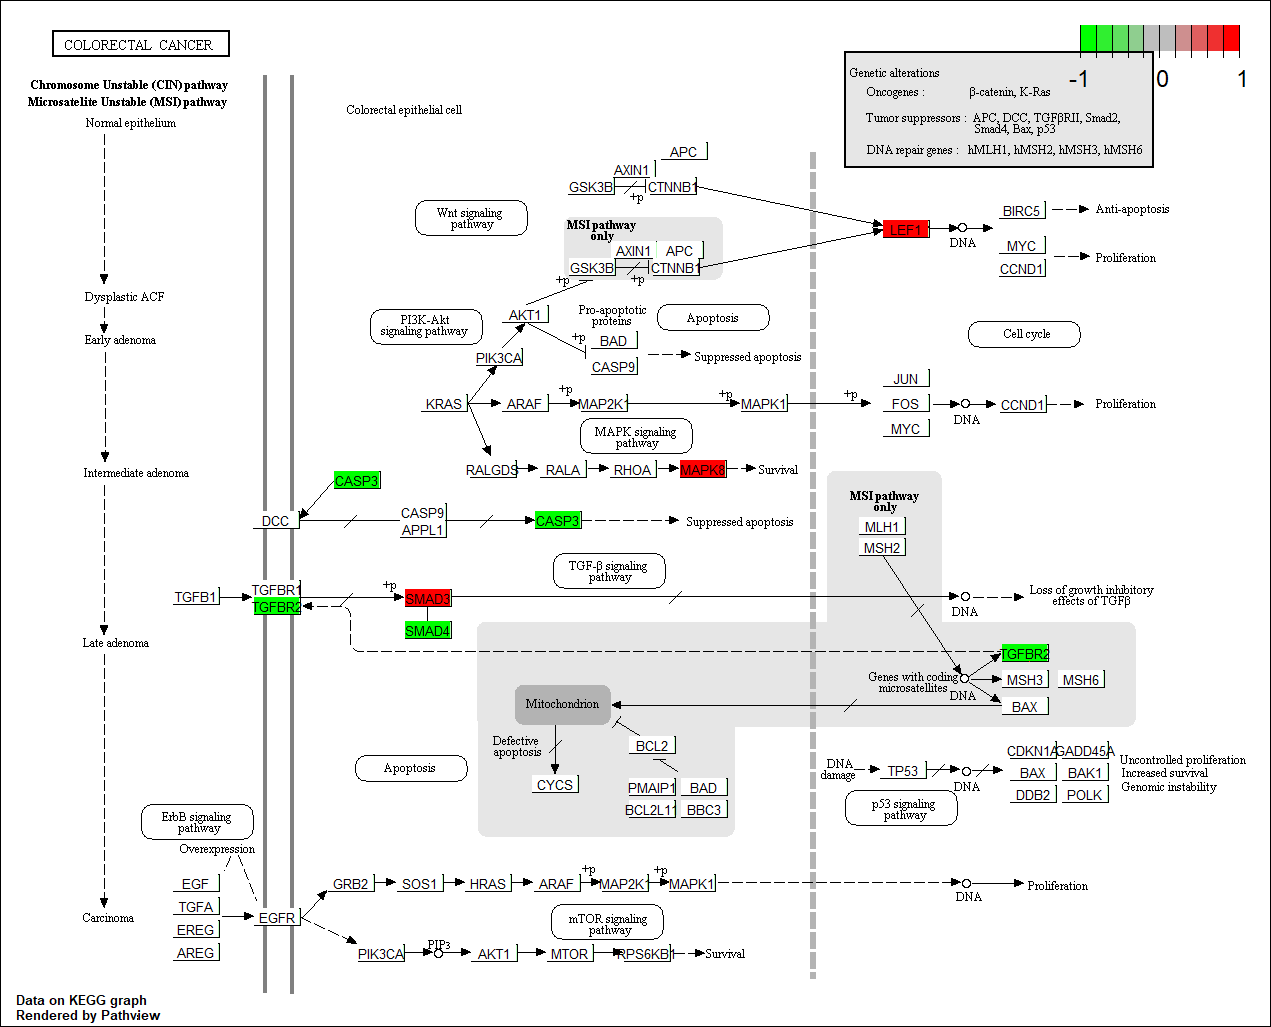 COLORECTAL CANCER
-1 0 1
Genetic alterations
Oncogenes : β-catenin, K-Ras
Tumor suppressors : APC, DCC, TGFβRII, Smad2,
Smad4, Bax, p53
DNA repair genes : hMLH1, hMSH2, hMSH3, hMSH6
Chromosome Unstable (CIN) pathway
Microsatelite Unstable (MSI) pathway
Normal epithelium
Dysplastic ACF
Early adenoma
Intermediate adenoma
Late adenoma
Carcinoma
Colorectal epithelial cell
APC
AXIN1
GSK3B
CTNNB1
+p
Wnt signaling
pathway
MSI pathway
only
AXIN1
APC
GSK3B
CTNNB1
+p
+p
LEF1
DNA
BIRC5
Anti-apoptosis
MYC
CCND1
Proliferation
PI3K-Akt
signaling pathway
AKT1
PIK3CA
+p
Pro-apoptotic
proteins
BAD
CASP9
Apoptosis
Suppressed apoptosis
Cell cycle
KRAS
ARAF
+p
MAP2K1
+p
MAPK1
+p
JUN
FOS
MYC
DNA
CCND1
Proliferation
MAPK signaling
pathway
RALGDS
RALA
RHOA
MAPK8
Survival
CASP3
DCC
CASP9
APPL1
CASP3
Suppressed apoptosis
MSI pathway
only
MLH1
MSH2
TGF-β signaling
pathway
TGFB1
TGFBR1
TGFBR2
+p
SMAD3
SMAD4
DNA
Loss of growth inhibitory
effects of TGFβ
Genes with coding
microsatellites
DNA
TGFBR2
MSH3
MSH6
BAX
Mitochondrion
Defective
apoptosis
CYCS
BCL2
PMAIP1
BAD
BCL2L11
BBC3
Apoptosis
DNA
damage
TP53
DNA
CDKN1A
GADD45A
BAX
BAK1
DDB2
POLK
Uncontrolled proliferation
Increased survival
Genomic instability
p53 signaling
pathway
ErbB signaling
pathway
Overexpression
EGF
TGFA
EREG
AREG
EGFR
GRB2
SOS1
HRAS
ARAF
+p
MAP2K1
+p
MAPK1
DNA
Proliferation
mTOR signaling
pathway
PIK3CA
PIP3
AKT1
MTOR
RPS6KB1
Survival
Data on KEGG graph
Rendered by Pathview